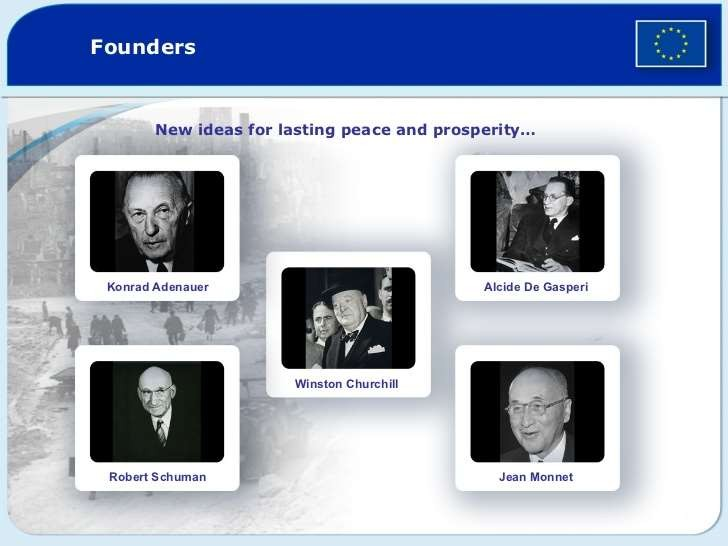 Founders
New ideas for lasting peace and prosperity…
Konrad Adenauer
Alcide De Gasperi
Winston Churchill
Robert Schuman
Jean Monnet